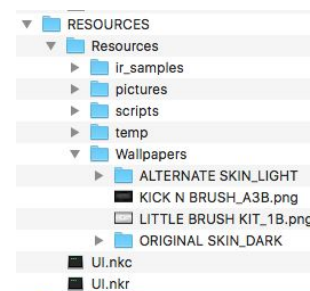 RESOURCES
Resources
ir_samples
pictures
scripts
temp
Wallpapers
ALTERNATE SKIN_LIGHT
KICK N BRUSH_A3B.png
LITTLE BRUSH KIT_1B.png
ORIGINAL SKIN_DARK
UI.nkc
UI.nkr